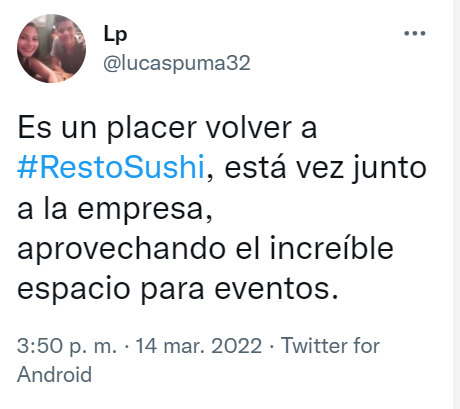 Lp
@lucaspuma32
Es un placer volver a
#RestoSushi, está vez junto
a la empresa,
aprovechando el increíble
espacio para eventos.
3:50 p. m. · 14 mar. 2022 · Twitter for
Android